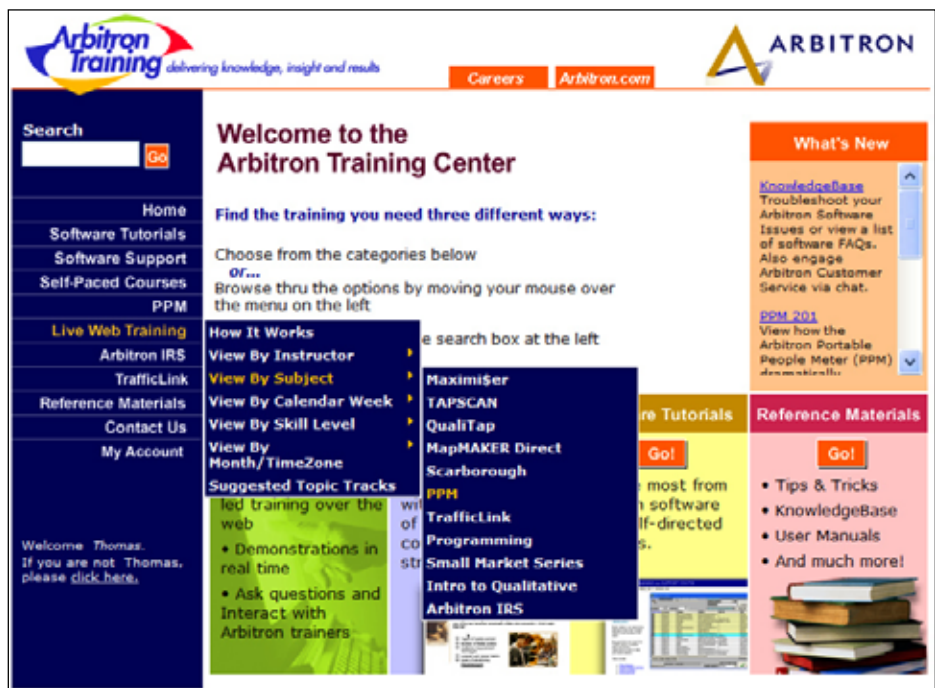 Arbitron
Training delivering knowledge, insight and results
Careers
Arbitron.com
ARBITRON
Search
Go
Home
Software Tutorials
Software Support
Self-Paced Courses
PPM
Live Web Training
Arbitron IRS
TrafficLink
Reference Materials
Contact Us
My Account
Welcome Thomas.
If you are not Thomas,
please click here.
Welcome to the
Arbitron Training Center
Find the training you need three different ways:
Choose from the categories below
or...
Browse thru the options by moving your mouse over
the menu on the left
e search box at the left
How It Works
View By Instructor
View By Subject
View By Calendar Week
View By Skill Level
View By
Month/TimeZone
Suggested Topic Tracks
Maximi$er
TAPSCAN
QualiTap
MapMAKER Direct
Scarborough
PPM
TrafficLink
Programming
Small Market Series
Intro to Qualitative
Arbitron IRS
led training over the
web
• Demonstrations in
real time
• Ask questions and
Interact with
Arbitron trainers
wi
of
co
str
re Tutorials
Go!
most from
software
lf-directed
s.
What's New
KnowledgeBase
Troubleshoot your
Arbitron Software
Issues or view a list
of software FAQs.
Also engage
Arbitron Customer
Service via chat.
PPM 201
View how the
Arbitron Portable
People Meter (PPM)
dramatically
Reference Materials
Go!
• Tips & Tricks
• KnowledgeBase
• User Manuals
• And much more!